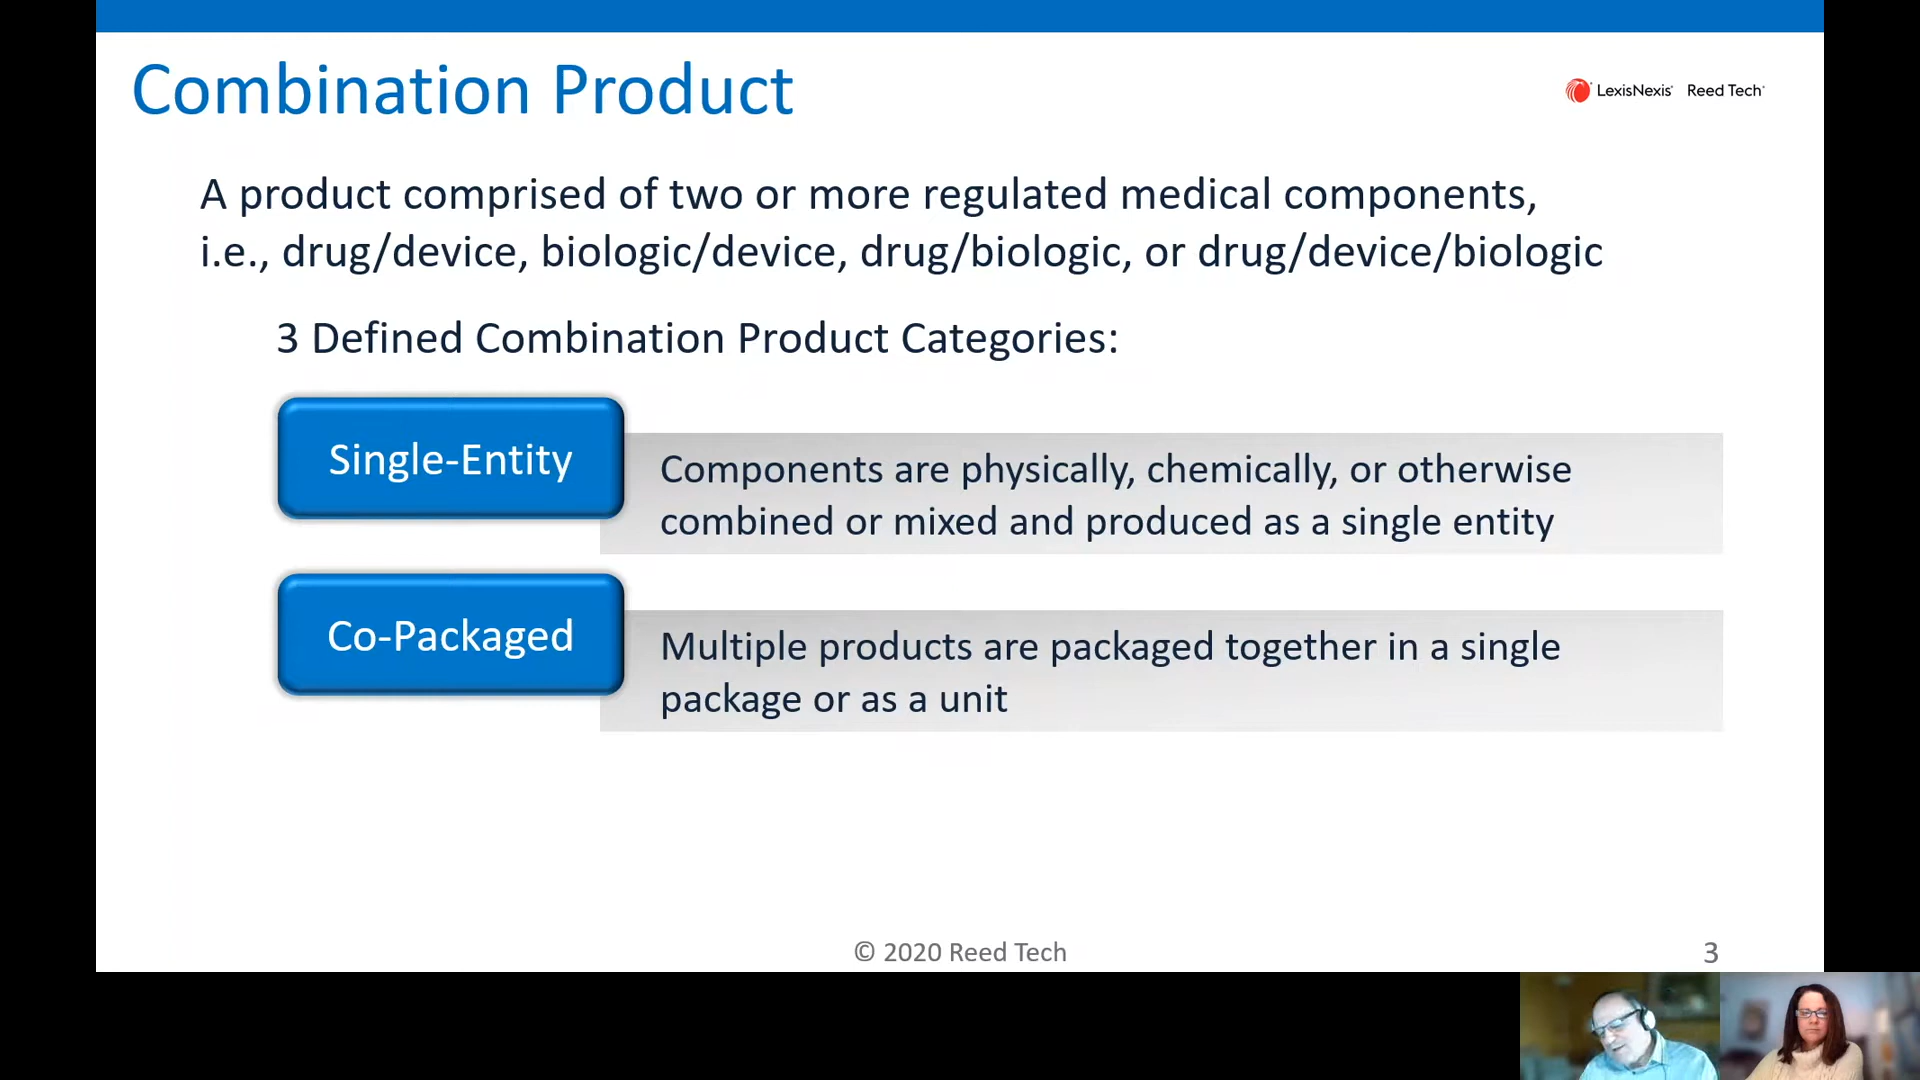 Combination Product
LexisNexis® Reed Tech®
A product comprised of two or more regulated medical components,
i.e., drug/device, biologic/device, drug/biologic, or drug/device/biologic
3 Defined Combination Product Categories:
Single-Entity
Components are physically, chemically, or otherwise
combined or mixed and produced as a single entity
Co-Packaged
Multiple products are packaged together in a single
package or as a unit
© 2020 Reed Tech
3